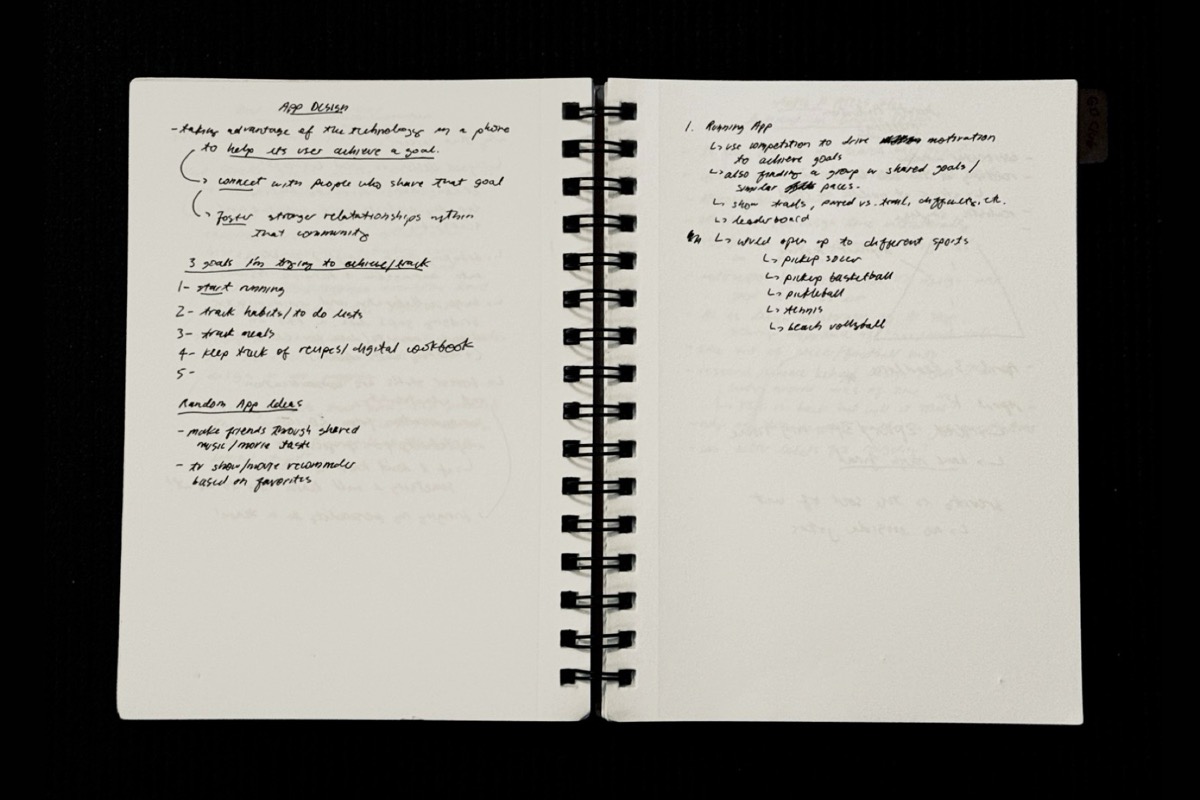 App Design
- taking advantage of the technology in a phone
to help its user achieve a goal.
↳ connect with people who share that goal
↳ foster stronger relationships within
that community
3 goals I'm trying to achieve/track
1- start running
2- track habits/to do lists
3- track meals
4- keep track of recipes/digital cookbook
5-
Random App Ideas
- make friends through shared
music/movie taste
- tv show/movie recommder
based on favorites
1. Running App
↳ use competition to drive motivation
to achieve goals
↳ also finding a group w shared goals/
similar paces.
↳ show trails, paved vs. trail, difficulty, etc.
↳ leaderboard
↳ would open up to different sports
↳ pickup soccer
↳ pickup basketball
↳ pickleball
↳ tennis
↳ beach volleyball